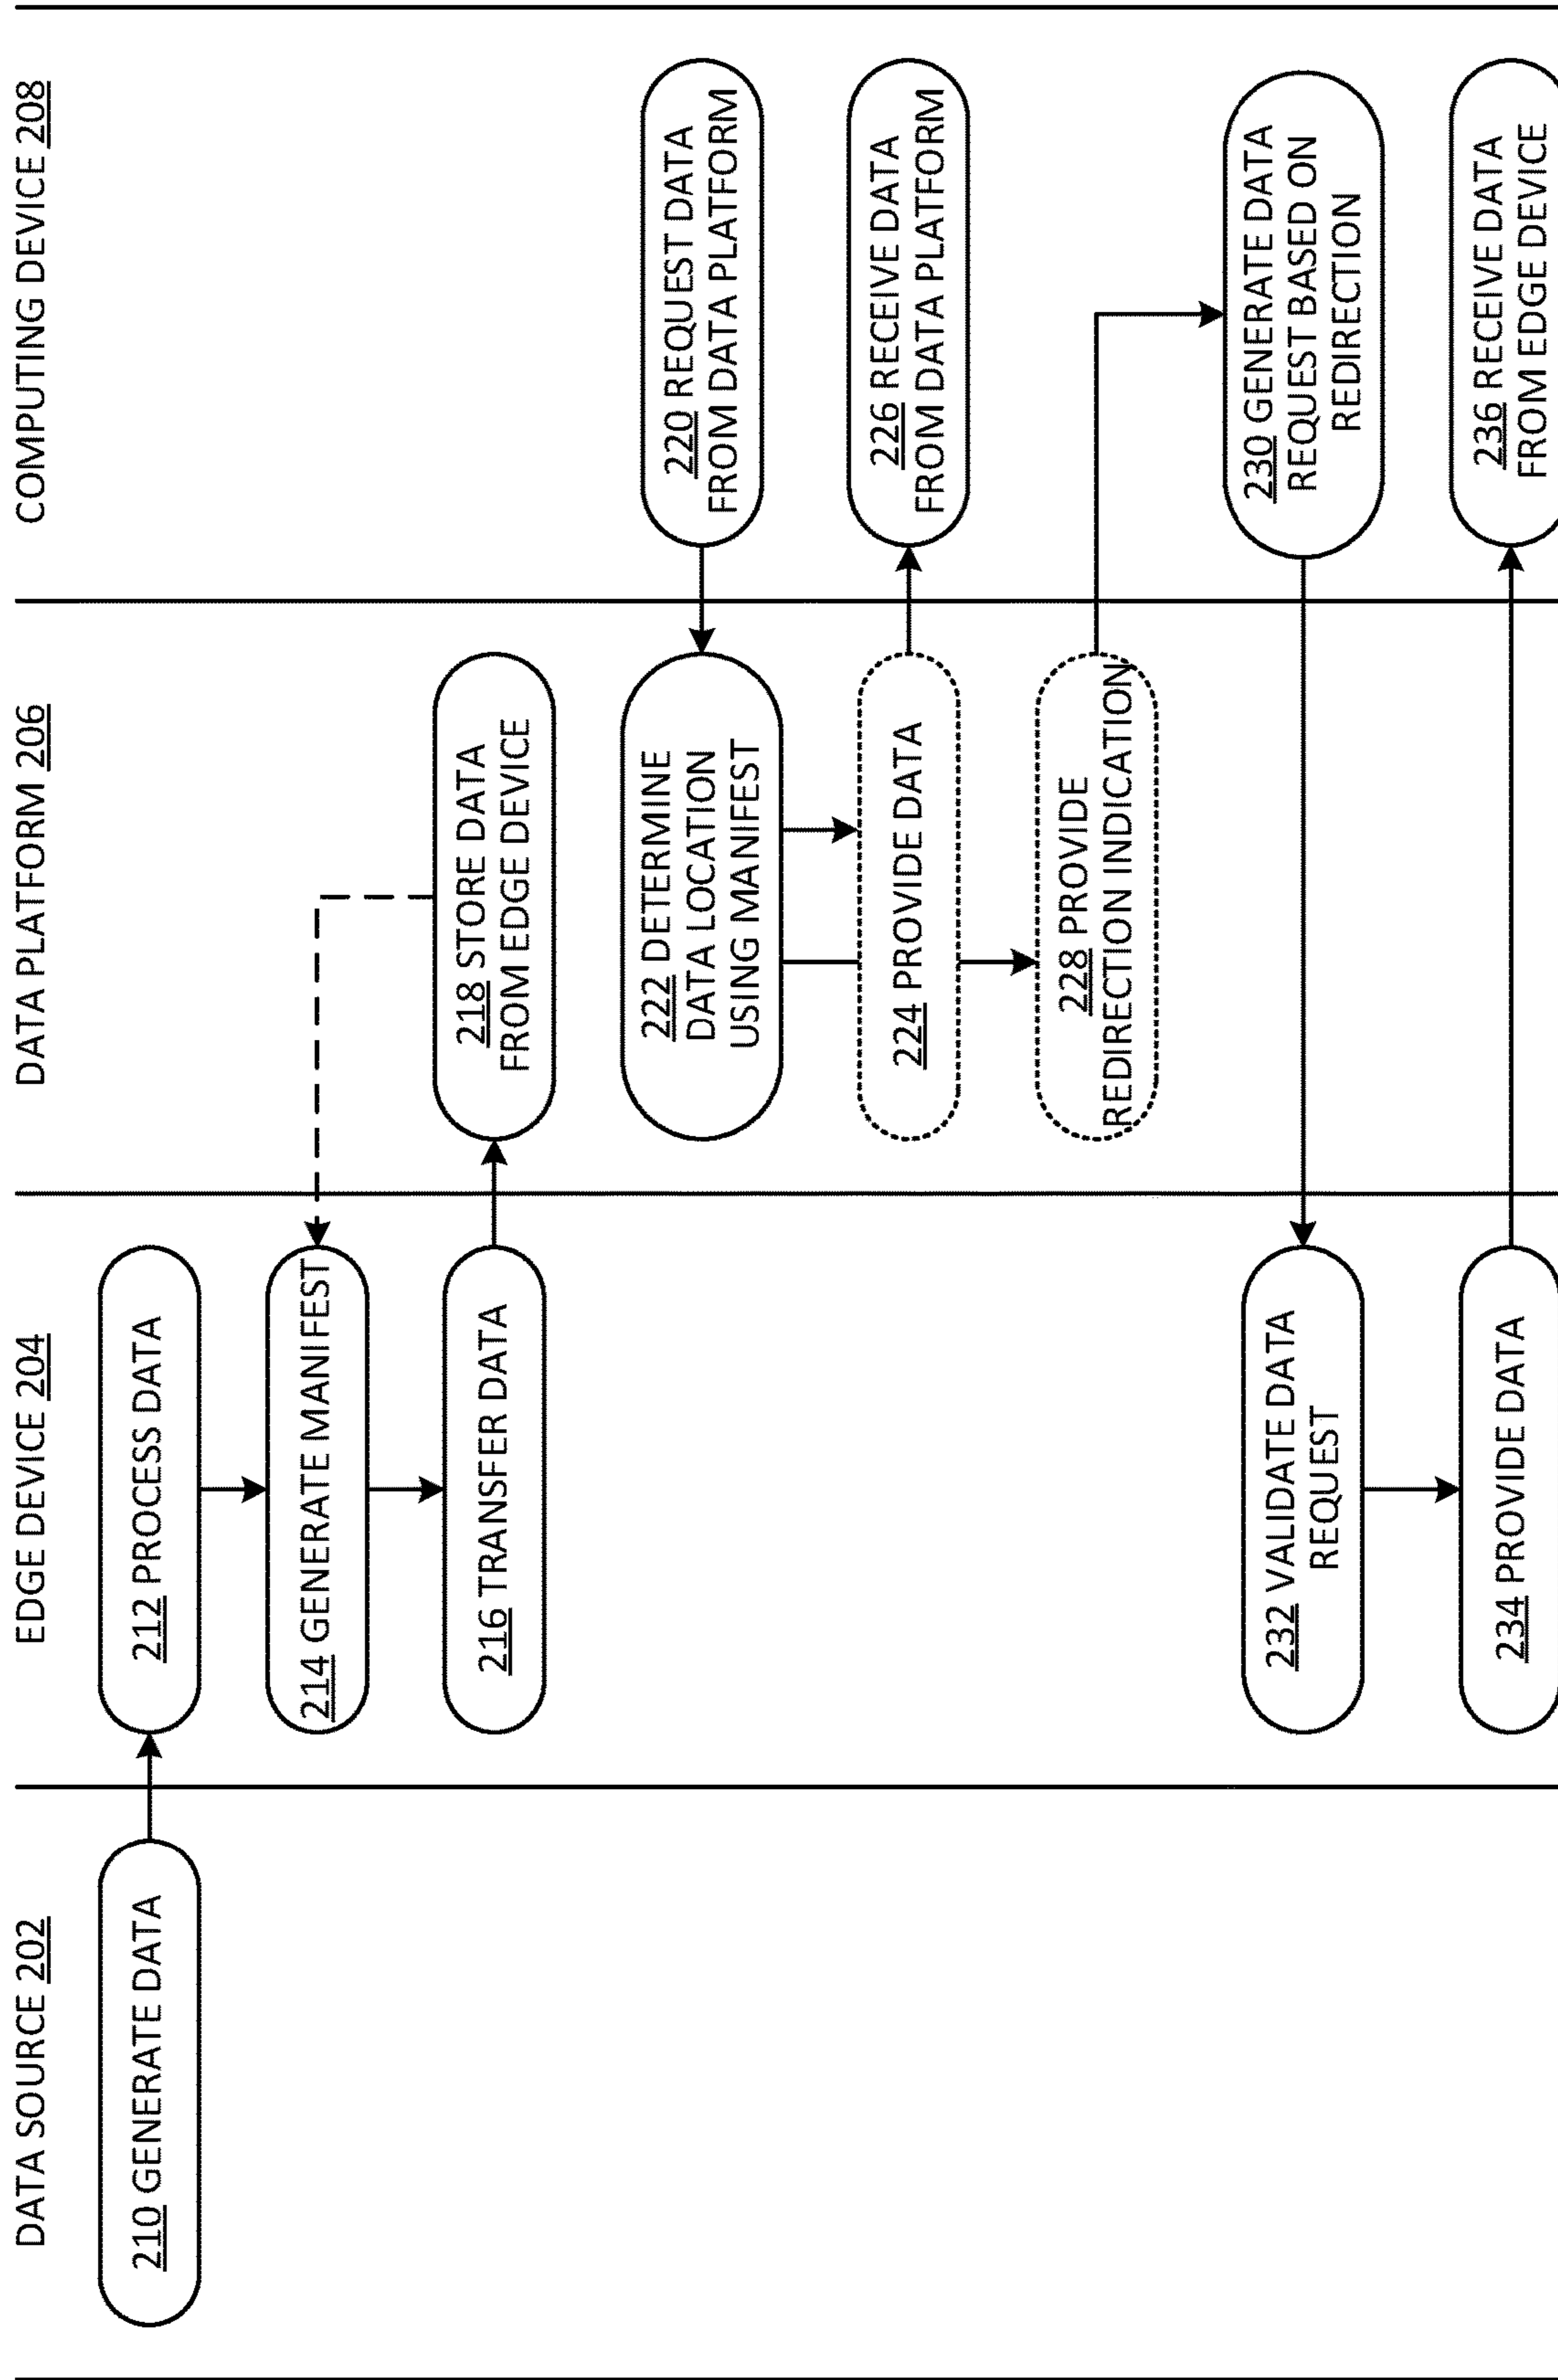 DATA SOURCE 202
EDGE DEVICE 204
DATA PLATFORM 206
COMPUTING DEVICE 208
210 GENERATE DATA
212 PROCESS DATA
214 GENERATE MANIFEST
216 TRANSFER DATA
218 STORE DATA
FROM EDGE DEVICE
220 REQUEST DATA
FROM DATA PLATFORM
222 DETERMINE
DATA LOCATION
USING MANIFEST
224 PROVIDE DATA
226 RECEIVE DATA
FROM DATA PLATFORM
228 PROVIDE
REDIRECTION INDICATION
230 GENERATE DATA
REQUEST BASED ON
REDIRECTION
232 VALIDATE DATA
REQUEST
234 PROVIDE DATA
236 RECEIVE DATA
FROM EDGE DEVICE